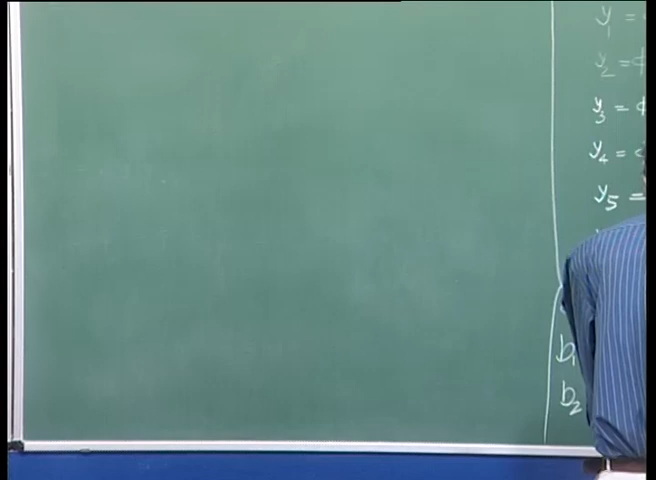 y₁ =
y₂ = ф
y₃ = ф
y₄ =
y₅ =
b₁
b₂